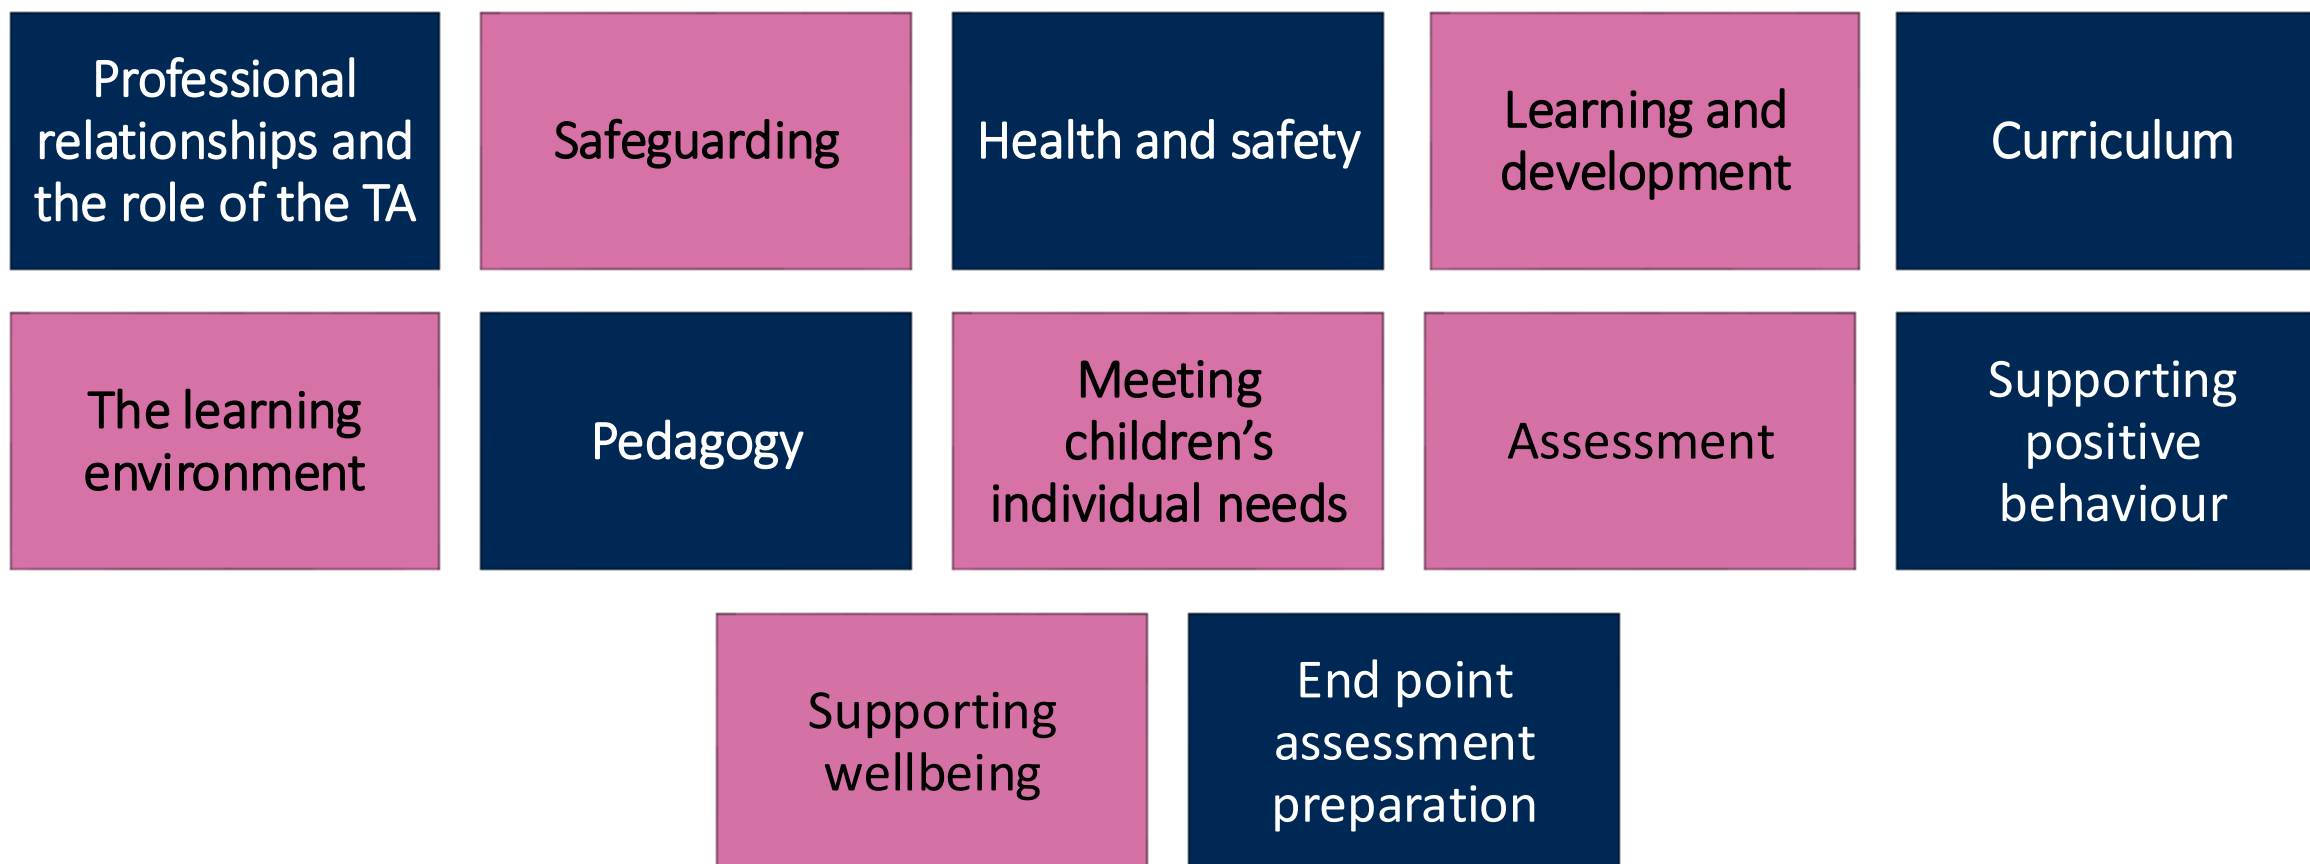 Professional
relationships and
the role of the TA
Safeguarding
Health and safety
Learning and
development
Curriculum
The learning
environment
Pedagogy
Meeting
children’s
individual needs
Assessment
Supporting
positive
behaviour
Supporting
wellbeing
End point
assessment
preparation